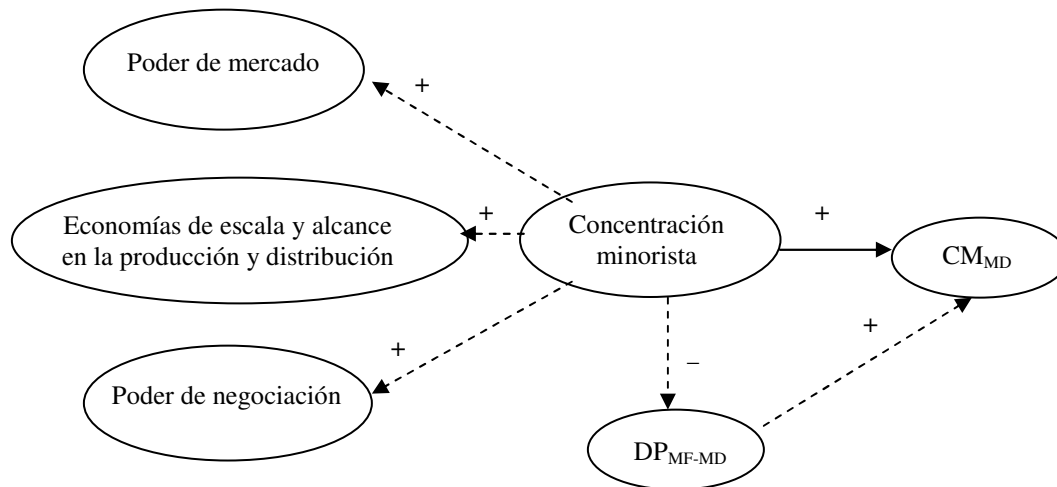 Poder de mercado
+
Economías de escala y alcance
en la producción y distribución
+
Concentración
minorista
+
CM_MD
Poder de negociación
+
–
+
DP_MF-MD